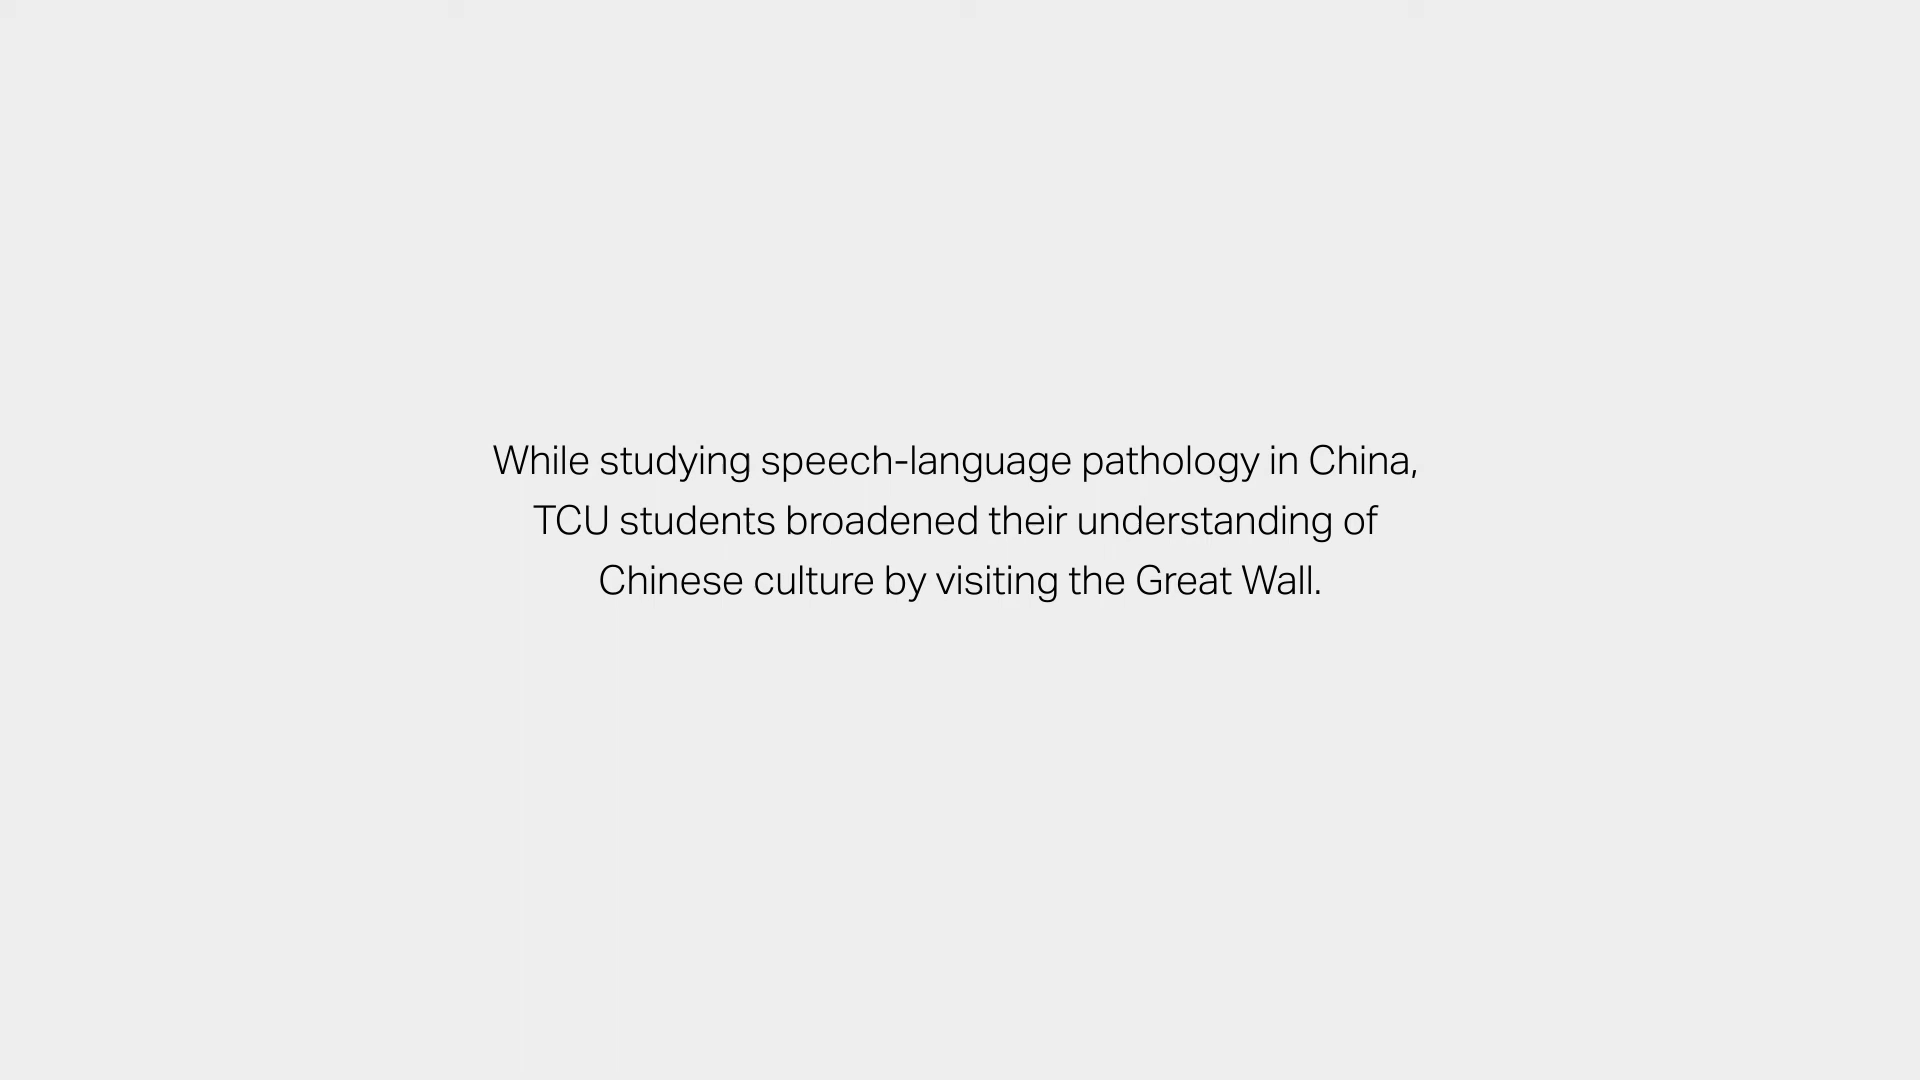 While studying speech-language pathology in China,
TCU students broadened their understanding of
Chinese culture by visiting the Great Wall.